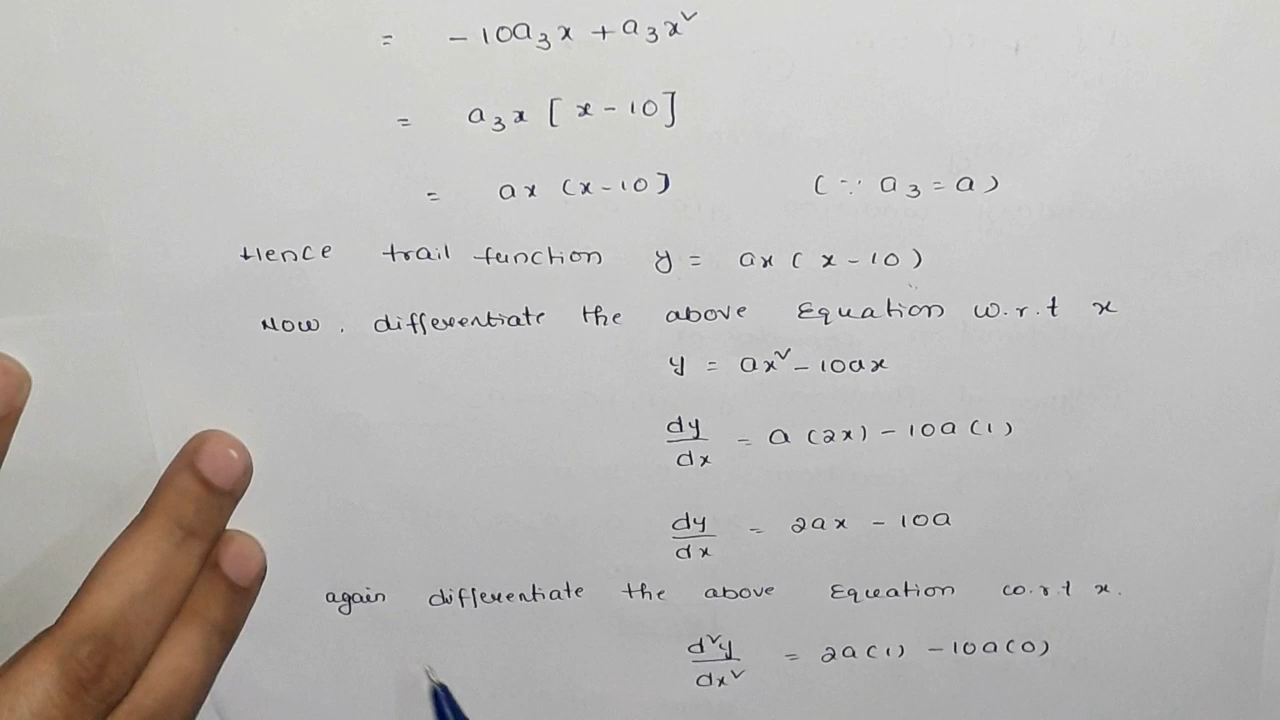 = - 10a₃x + a₃x²
= a₃x [ x - 10]
= ax (x-10) (∵ a₃ = a)
Hence trail function y = ax ( x - 10 )
Now , differentiate the above Equation w.r.t x
y = ax² - 10ax
dy/dx = a (2x) - 10a (1)
dy/dx = 2ax - 10a
again differentiate the above Equation w.r.t x.
d²y/dx² = 2a(1) - 10a(0)